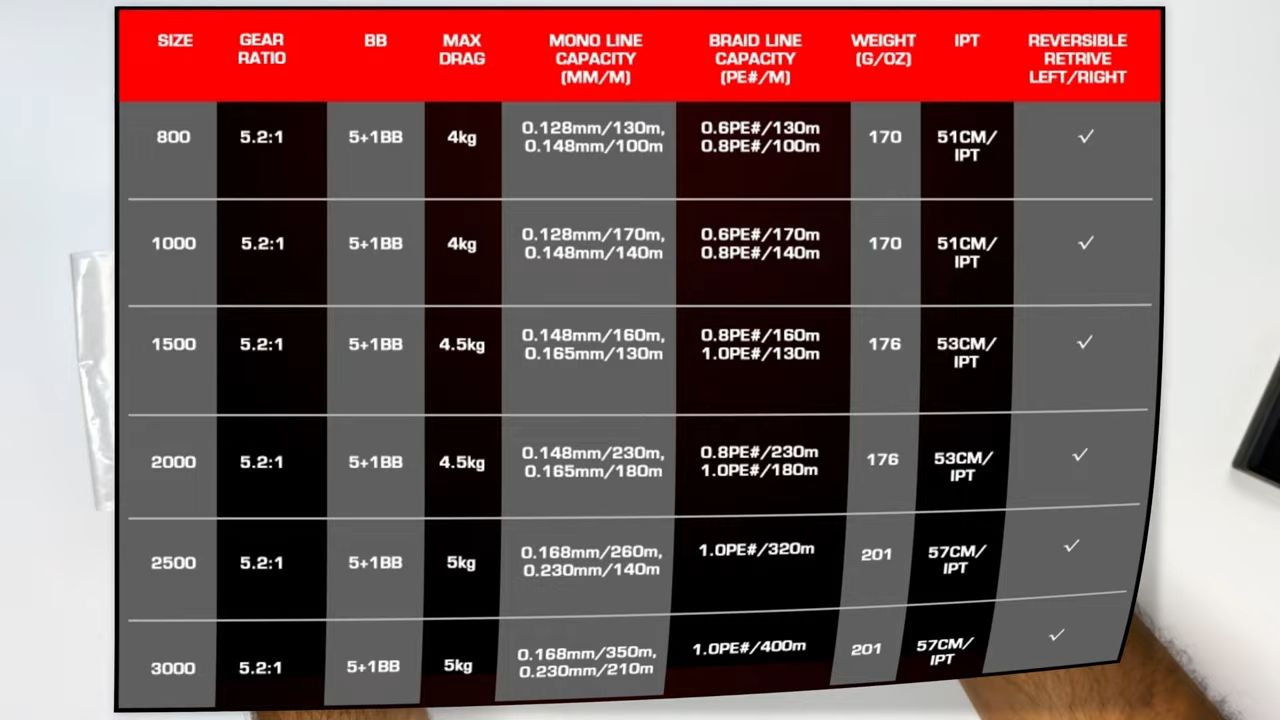 SIZE GEAR RATIO BB MAX DRAG MONO LINE CAPACITY (MM/M) BRAID LINE CAPACITY (PE#/M) WEIGHT (G/OZ) IPT REVERSIBLE RETRIVE LEFT/RIGHT
800 5.2:1 5+1BB 4kg 0.128mm/130m, 0.148mm/100m 0.6PE#/130m 0.8PE#/100m 170 51CM/ IPT ✓
1000 5.2:1 5+1BB 4kg 0.128mm/170m, 0.148mm/140m 0.6PE#/170m 0.8PE#/140m 170 51CM/ IPT ✓
1500 5.2:1 5+1BB 4.5kg 0.148mm/160m, 0.165mm/130m 0.8PE#/160m 1.0PE#/130m 176 53CM/ IPT ✓
2000 5.2:1 5+1BB 4.5kg 0.148mm/230m, 0.165mm/180m 0.8PE#/230m 1.0PE#/180m 176 53CM/ IPT ✓
2500 5.2:1 5+1BB 5kg 0.168mm/260m, 0.230mm/140m 1.0PE#/320m 201 57CM/ IPT ✓
3000 5.2:1 5+1BB 5kg 0.168mm/350m, 0.230mm/210m 1.0PE#/400m 201 57CM/ IPT ✓